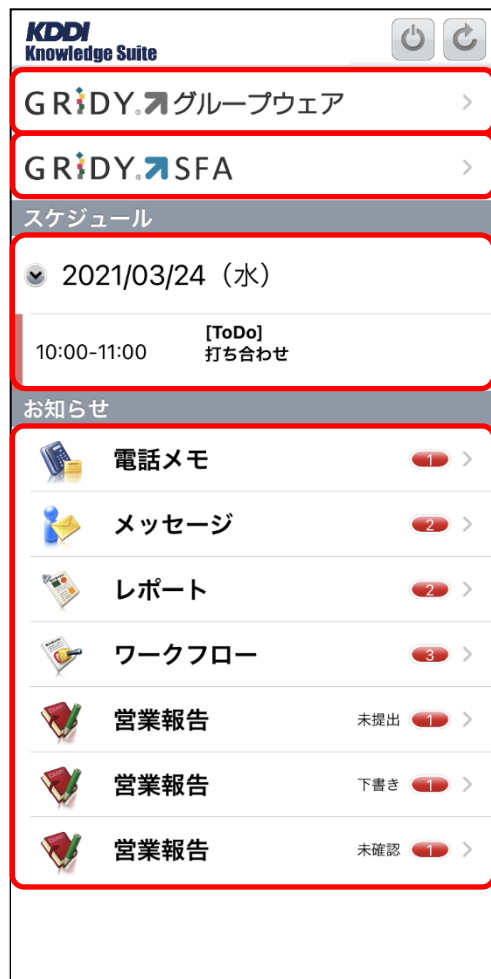 KDDI
Knowledge Suite
GRiDY. グループウェア
GRiDY. SFA
スケジュール
2021/03/24（水）
[ToDo]
10:00-11:00 打ち合わせ
お知らせ
電話メモ 1
メッセージ 2
レポート 2
ワークフロー 3
営業報告 未提出 1
営業報告 下書き 1
営業報告 未確認 1